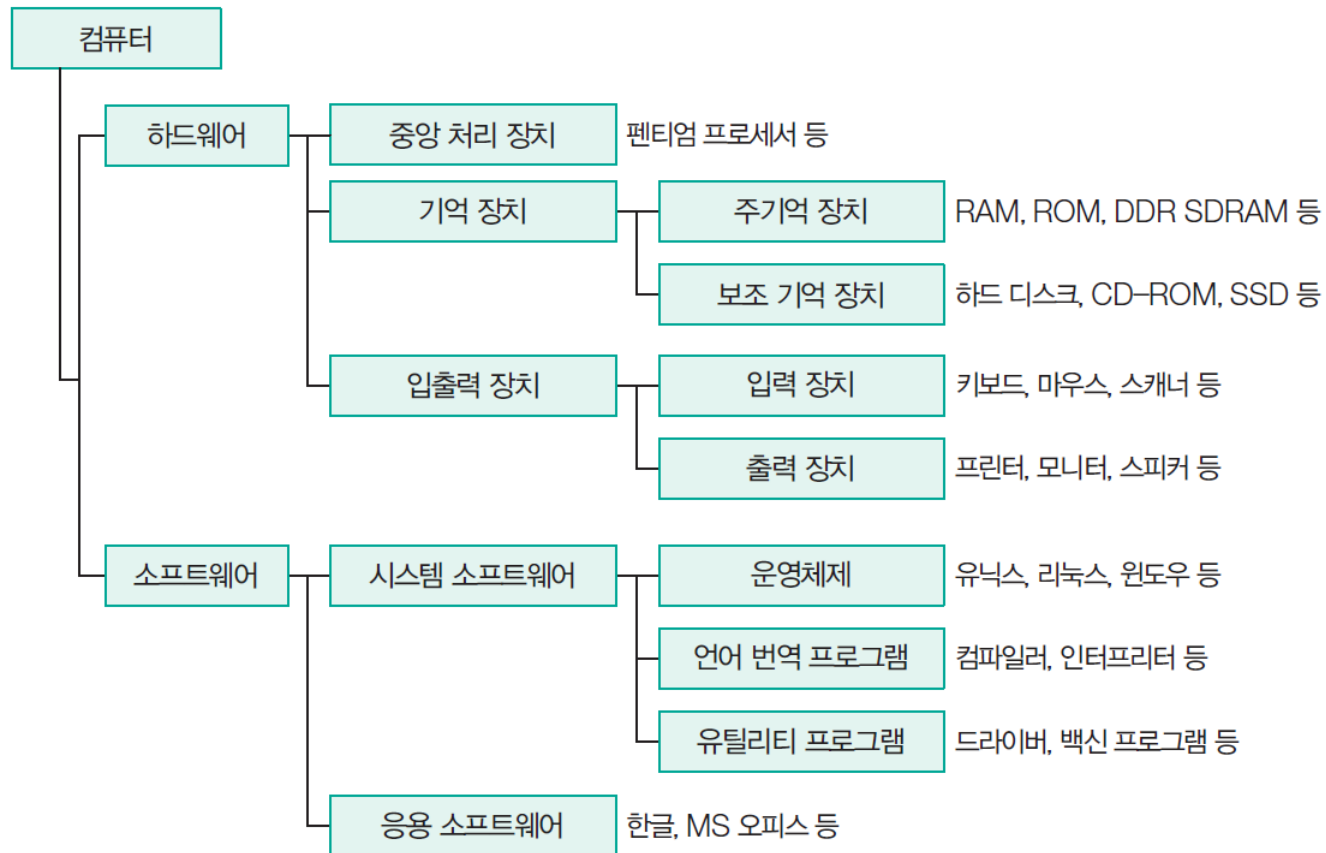 컴퓨터
하드웨어
중앙 처리 장치
펜티엄 프로세서 등
기억 장치
주기억 장치
RAM, ROM, DDR SDRAM 등
보조 기억 장치
하드 디스크, CD-ROM, SSD 등
입출력 장치
입력 장치
키보드, 마우스, 스캐너 등
출력 장치
프린터, 모니터, 스피커 등
소프트웨어
시스템 소프트웨어
운영체제
유닉스, 리눅스, 윈도우 등
언어 번역 프로그램
컴파일러, 인터프리터 등
유틸리티 프로그램
드라이버, 백신 프로그램 등
응용 소프트웨어
한글, MS 오피스 등